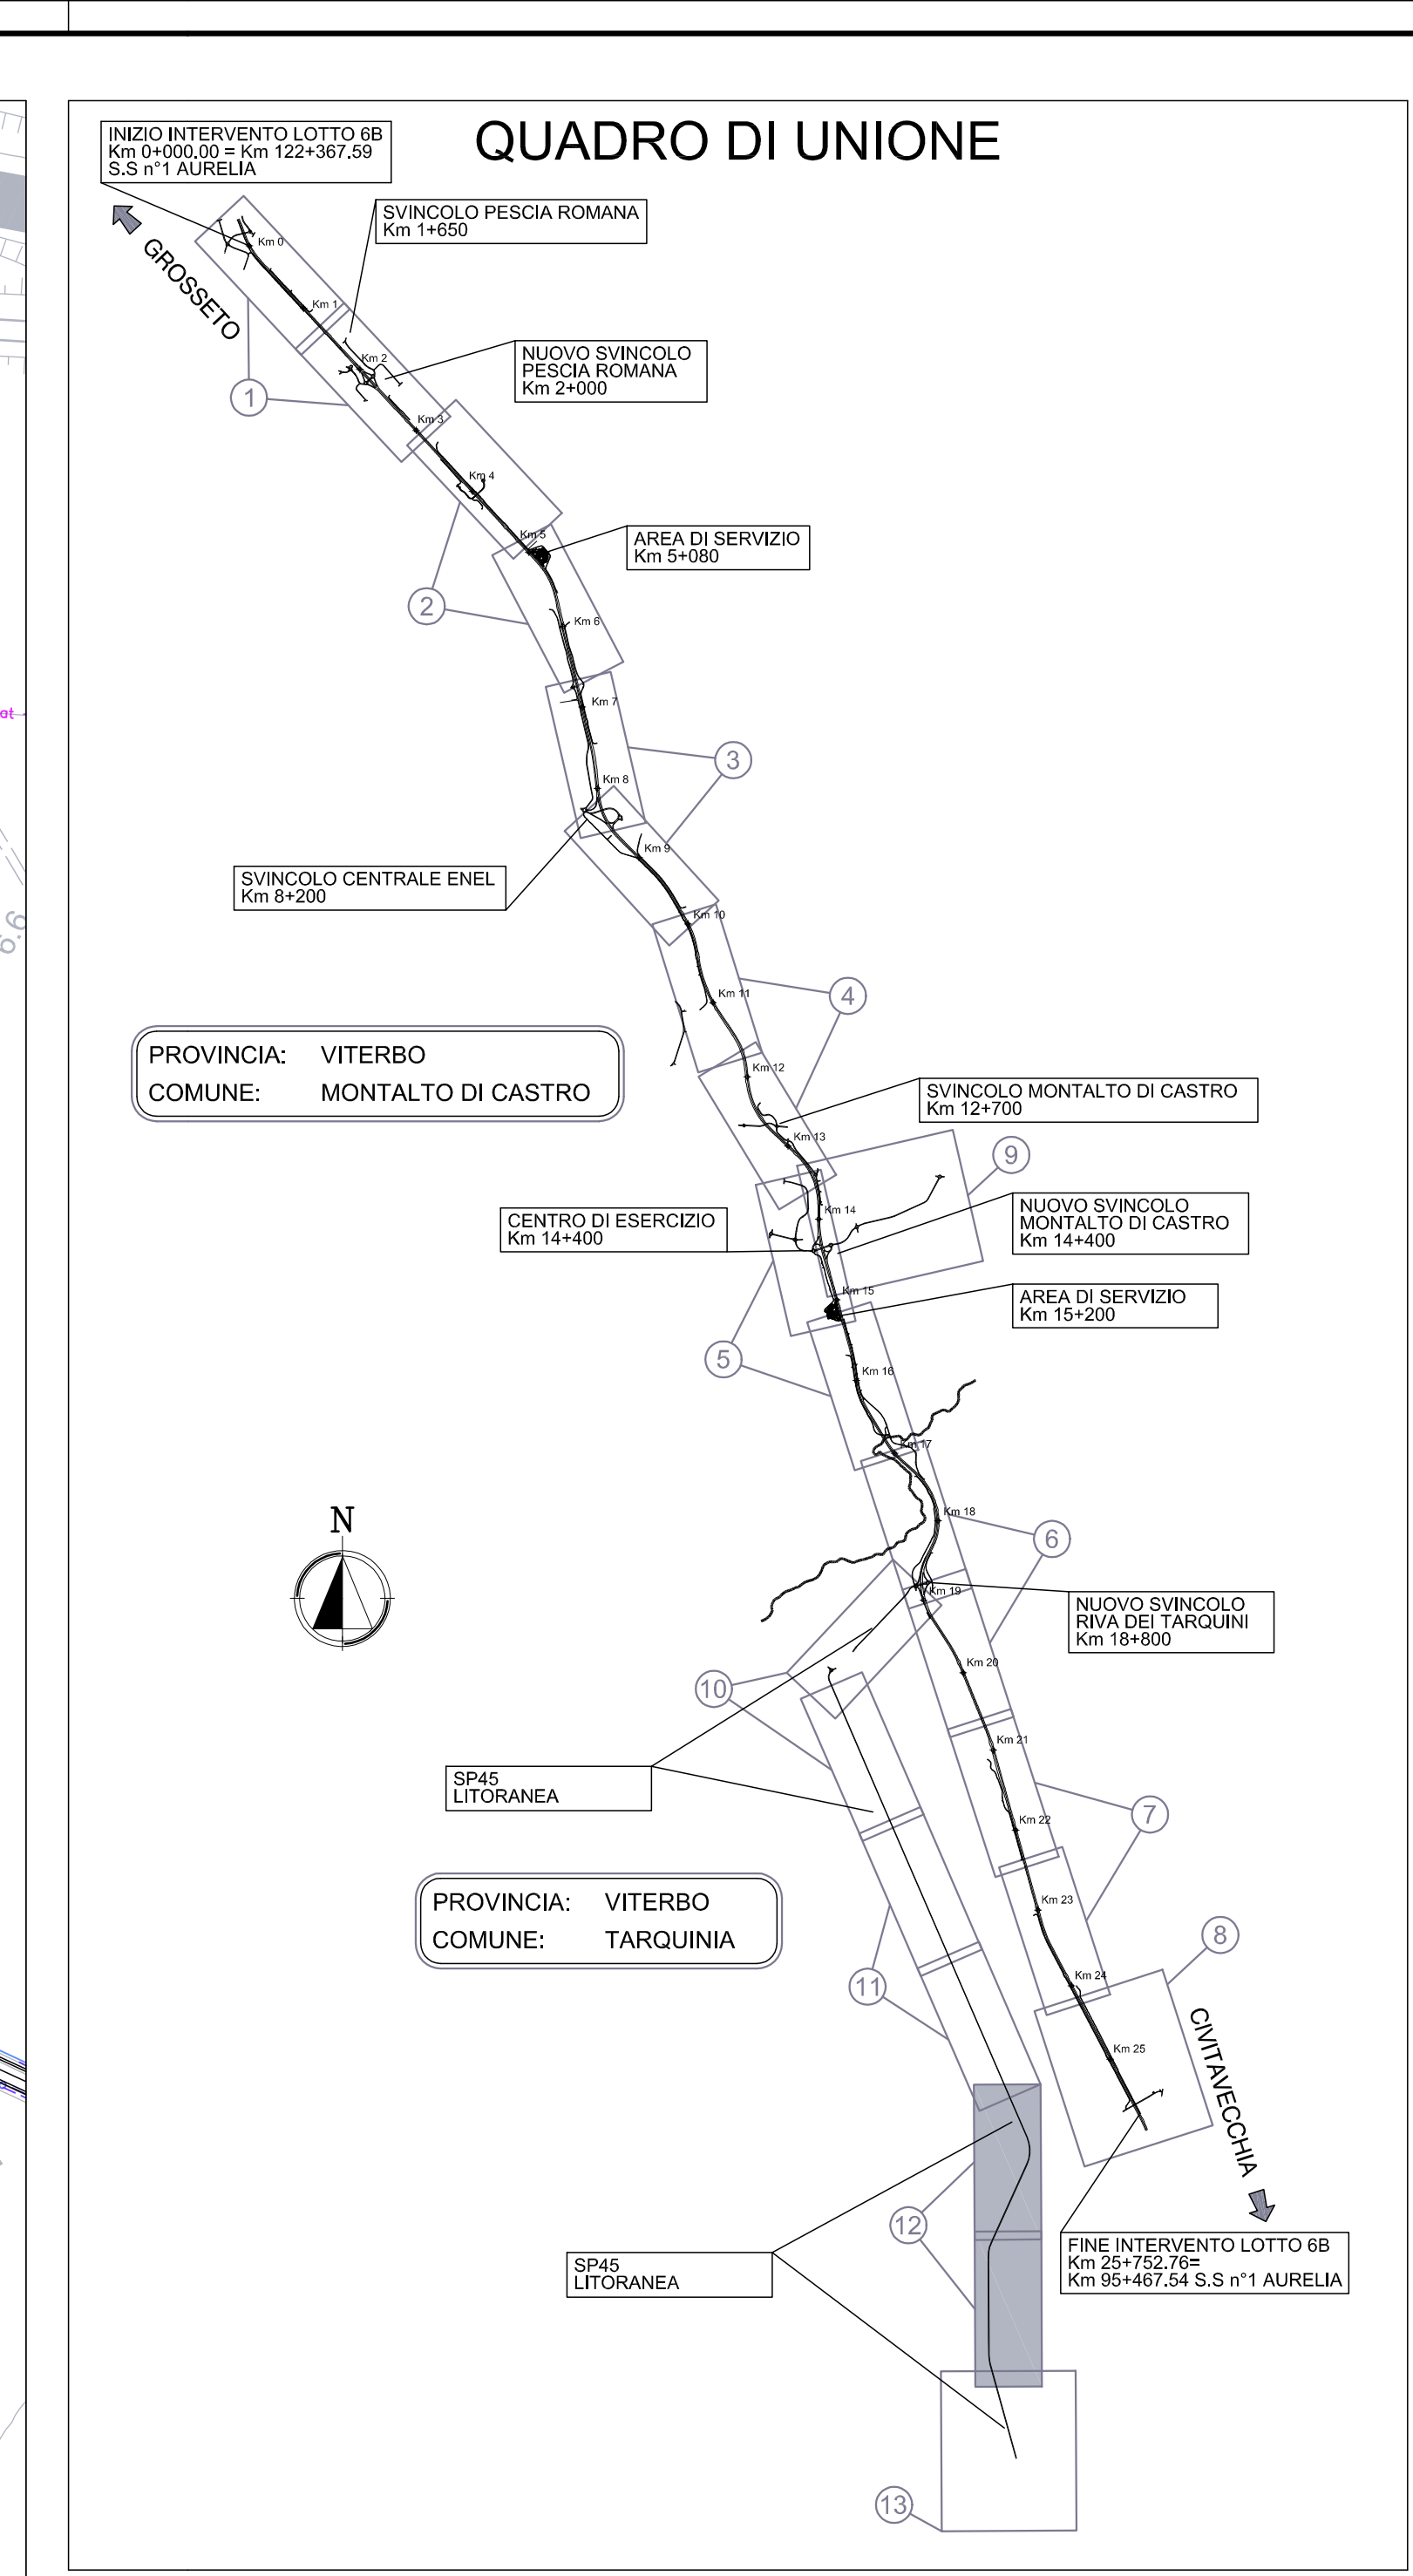 QUADRO DI UNIONE
INIZIO INTERVENTO LOTTO 6B
Km 0+000.00 = Km 122+367.59
S.S n°1 AURELIA
SVINCOLO PESCIA ROMANA
Km 1+650
GROSSETO
Km 0
Km 1
NUOVO SVINCOLO
PESCIA ROMANA
Km 2+000
Km 2
1
Km 3
Km 4
AREA DI SERVIZIO
Km 5+080
Km 5
2
Km 6
Km 7
at
3
Km 8
Km 9
SVINCOLO CENTRALE ENEL
Km 8+200
6.6
Km 10
Km 11
4
PROVINCIA: VITERBO
COMUNE: MONTALTO DI CASTRO
Km 12
SVINCOLO MONTALTO DI CASTRO
Km 12+700
Km 13
9
CENTRO DI ESERCIZIO
Km 14+400
Km 14
NUOVO SVINCOLO
MONTALTO DI CASTRO
Km 14+400
Km 15
AREA DI SERVIZIO
Km 15+200
5
Km 16
Km 17
N
Km 18
6
Km 19
NUOVO SVINCOLO
RIVA DEI TARQUINI
Km 18+800
Km 20
10
Km 21
SP45
LITORANEA
7
Km 22
PROVINCIA: VITERBO
COMUNE: TARQUINIA
Km 23
8
11
Km 24
CIVITAVECCHIA
Km 25
12
FINE INTERVENTO LOTTO 6B
Km 25+752.76=
Km 95+467.54 S.S n°1 AURELIA
SP45
LITORANEA
13